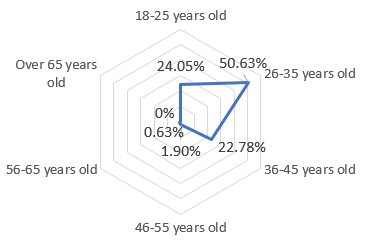 18-25 years old
24.05%
50.63%
26-35 years old
Over 65 years
old
0%
0.63%
1.90%
22.78%
56-65 years old
36-45 years old
46-55 years old